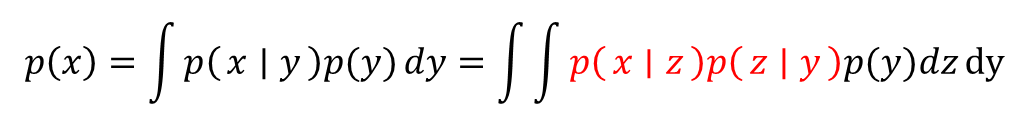 p(x) = ∫ p( x ∣ y )p(y) dy = ∫ ∫ p( x ∣ z )p( z ∣ y )p(y)dz dy